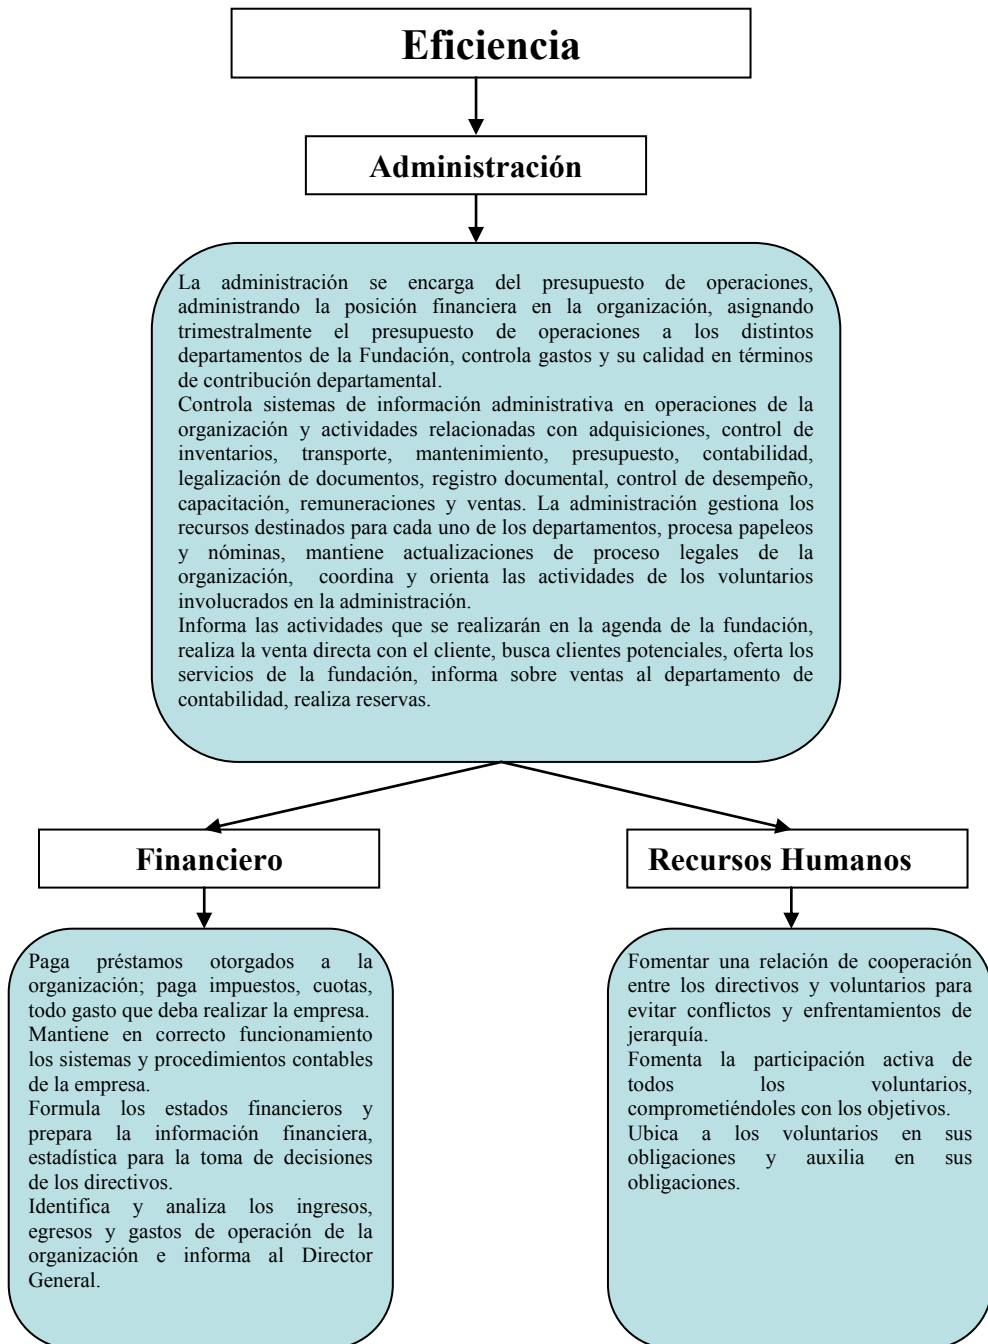 Eficiencia
Administración
La administración se encarga del presupuesto de operaciones,
administrando la posición financiera en la organización, asignando
trimestralmente el presupuesto de operaciones a los distintos
departamentos de la Fundación, controla gastos y su calidad en términos
de contribución departamental.
Controla sistemas de información administrativa en operaciones de la
organización y actividades relacionadas con adquisiciones, control de
inventarios, transporte, mantenimiento, presupuesto, contabilidad,
legalización de documentos, registro documental, control de desempeño,
capacitación, remuneraciones y ventas. La administración gestiona los
recursos destinados para cada uno de los departamentos, procesa papeleos
y nóminas, mantiene actualizaciones de proceso legales de la
organización, coordina y orienta las actividades de los voluntarios
involucrados en la administración.
Informa las actividades que se realizarán en la agenda de la fundación,
realiza la venta directa con el cliente, busca clientes potenciales, oferta los
servicios de la fundación, informa sobre ventas al departamento de
contabilidad, realiza reservas.
Financiero
Paga préstamos otorgados a la
organización; paga impuestos, cuotas,
todo gasto que deba realizar la empresa.
Mantiene en correcto funcionamiento
los sistemas y procedimientos contables
de la empresa.
Formula los estados financieros y
prepara la información financiera,
estadística para la toma de decisiones
de los directivos.
Identifica y analiza los ingresos,
egresos y gastos de operación de la
organización e informa al Director
General.
Recursos Humanos
Fomentar una relación de cooperación
entre los directivos y voluntarios para
evitar conflictos y enfrentamientos de
jerarquía.
Fomenta la participación activa de
todos los voluntarios,
comprometiéndoles con los objetivos.
Ubica a los voluntarios en sus
obligaciones y auxilia en sus
obligaciones.